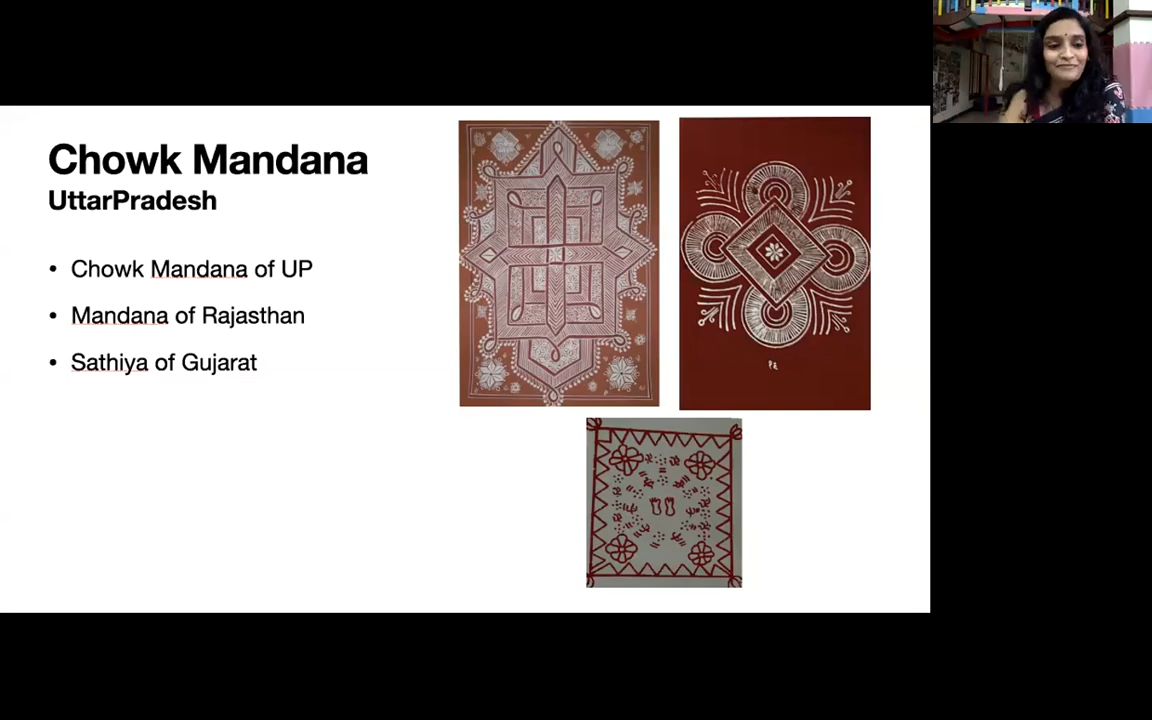 Chowk Mandana
UttarPradesh
• Chowk Mandana of UP
• Mandana of Rajasthan
• Sathiya of Gujarat